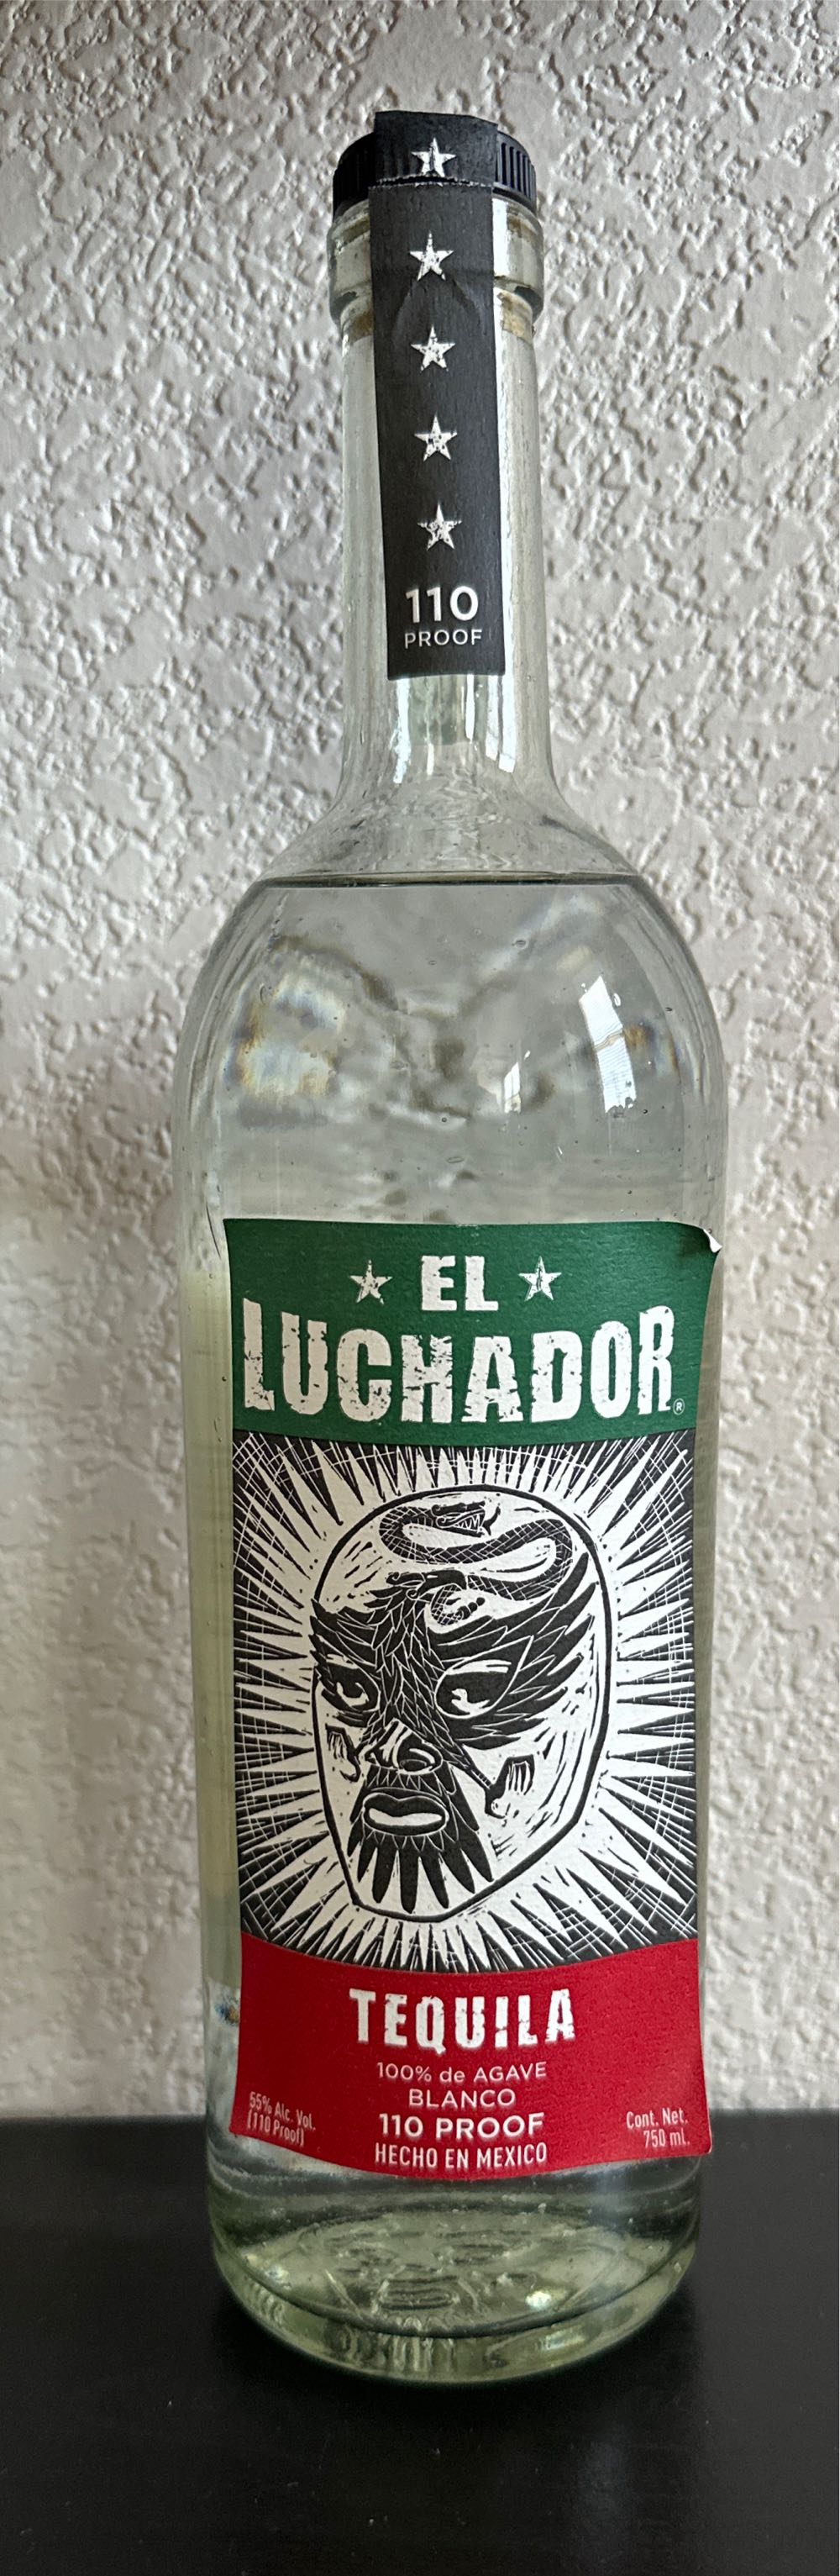 110
PROOF
EL
LUCHADOR®
TEQUILA
100% de AGAVE
BLANCO
110 PROOF
HECHO EN MEXICO
55% Alc. Vol.
(110 Proof)
Cont. Net.
750 ml.